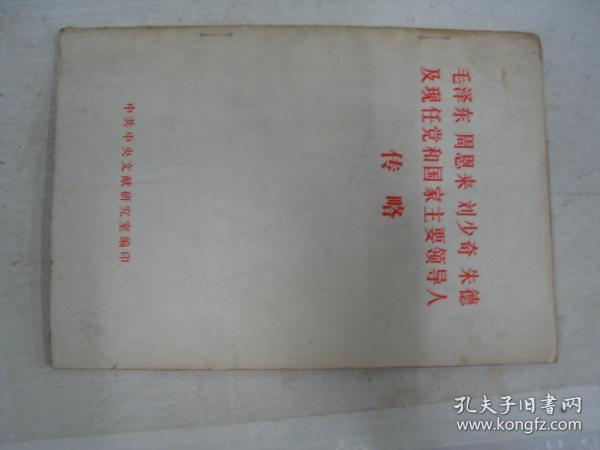 毛泽东 周恩来 刘少奇 朱德
及现任党和国家主要领导人
传略
中共中央文献研究室编印
孔夫子旧书网
www.kongfz.com